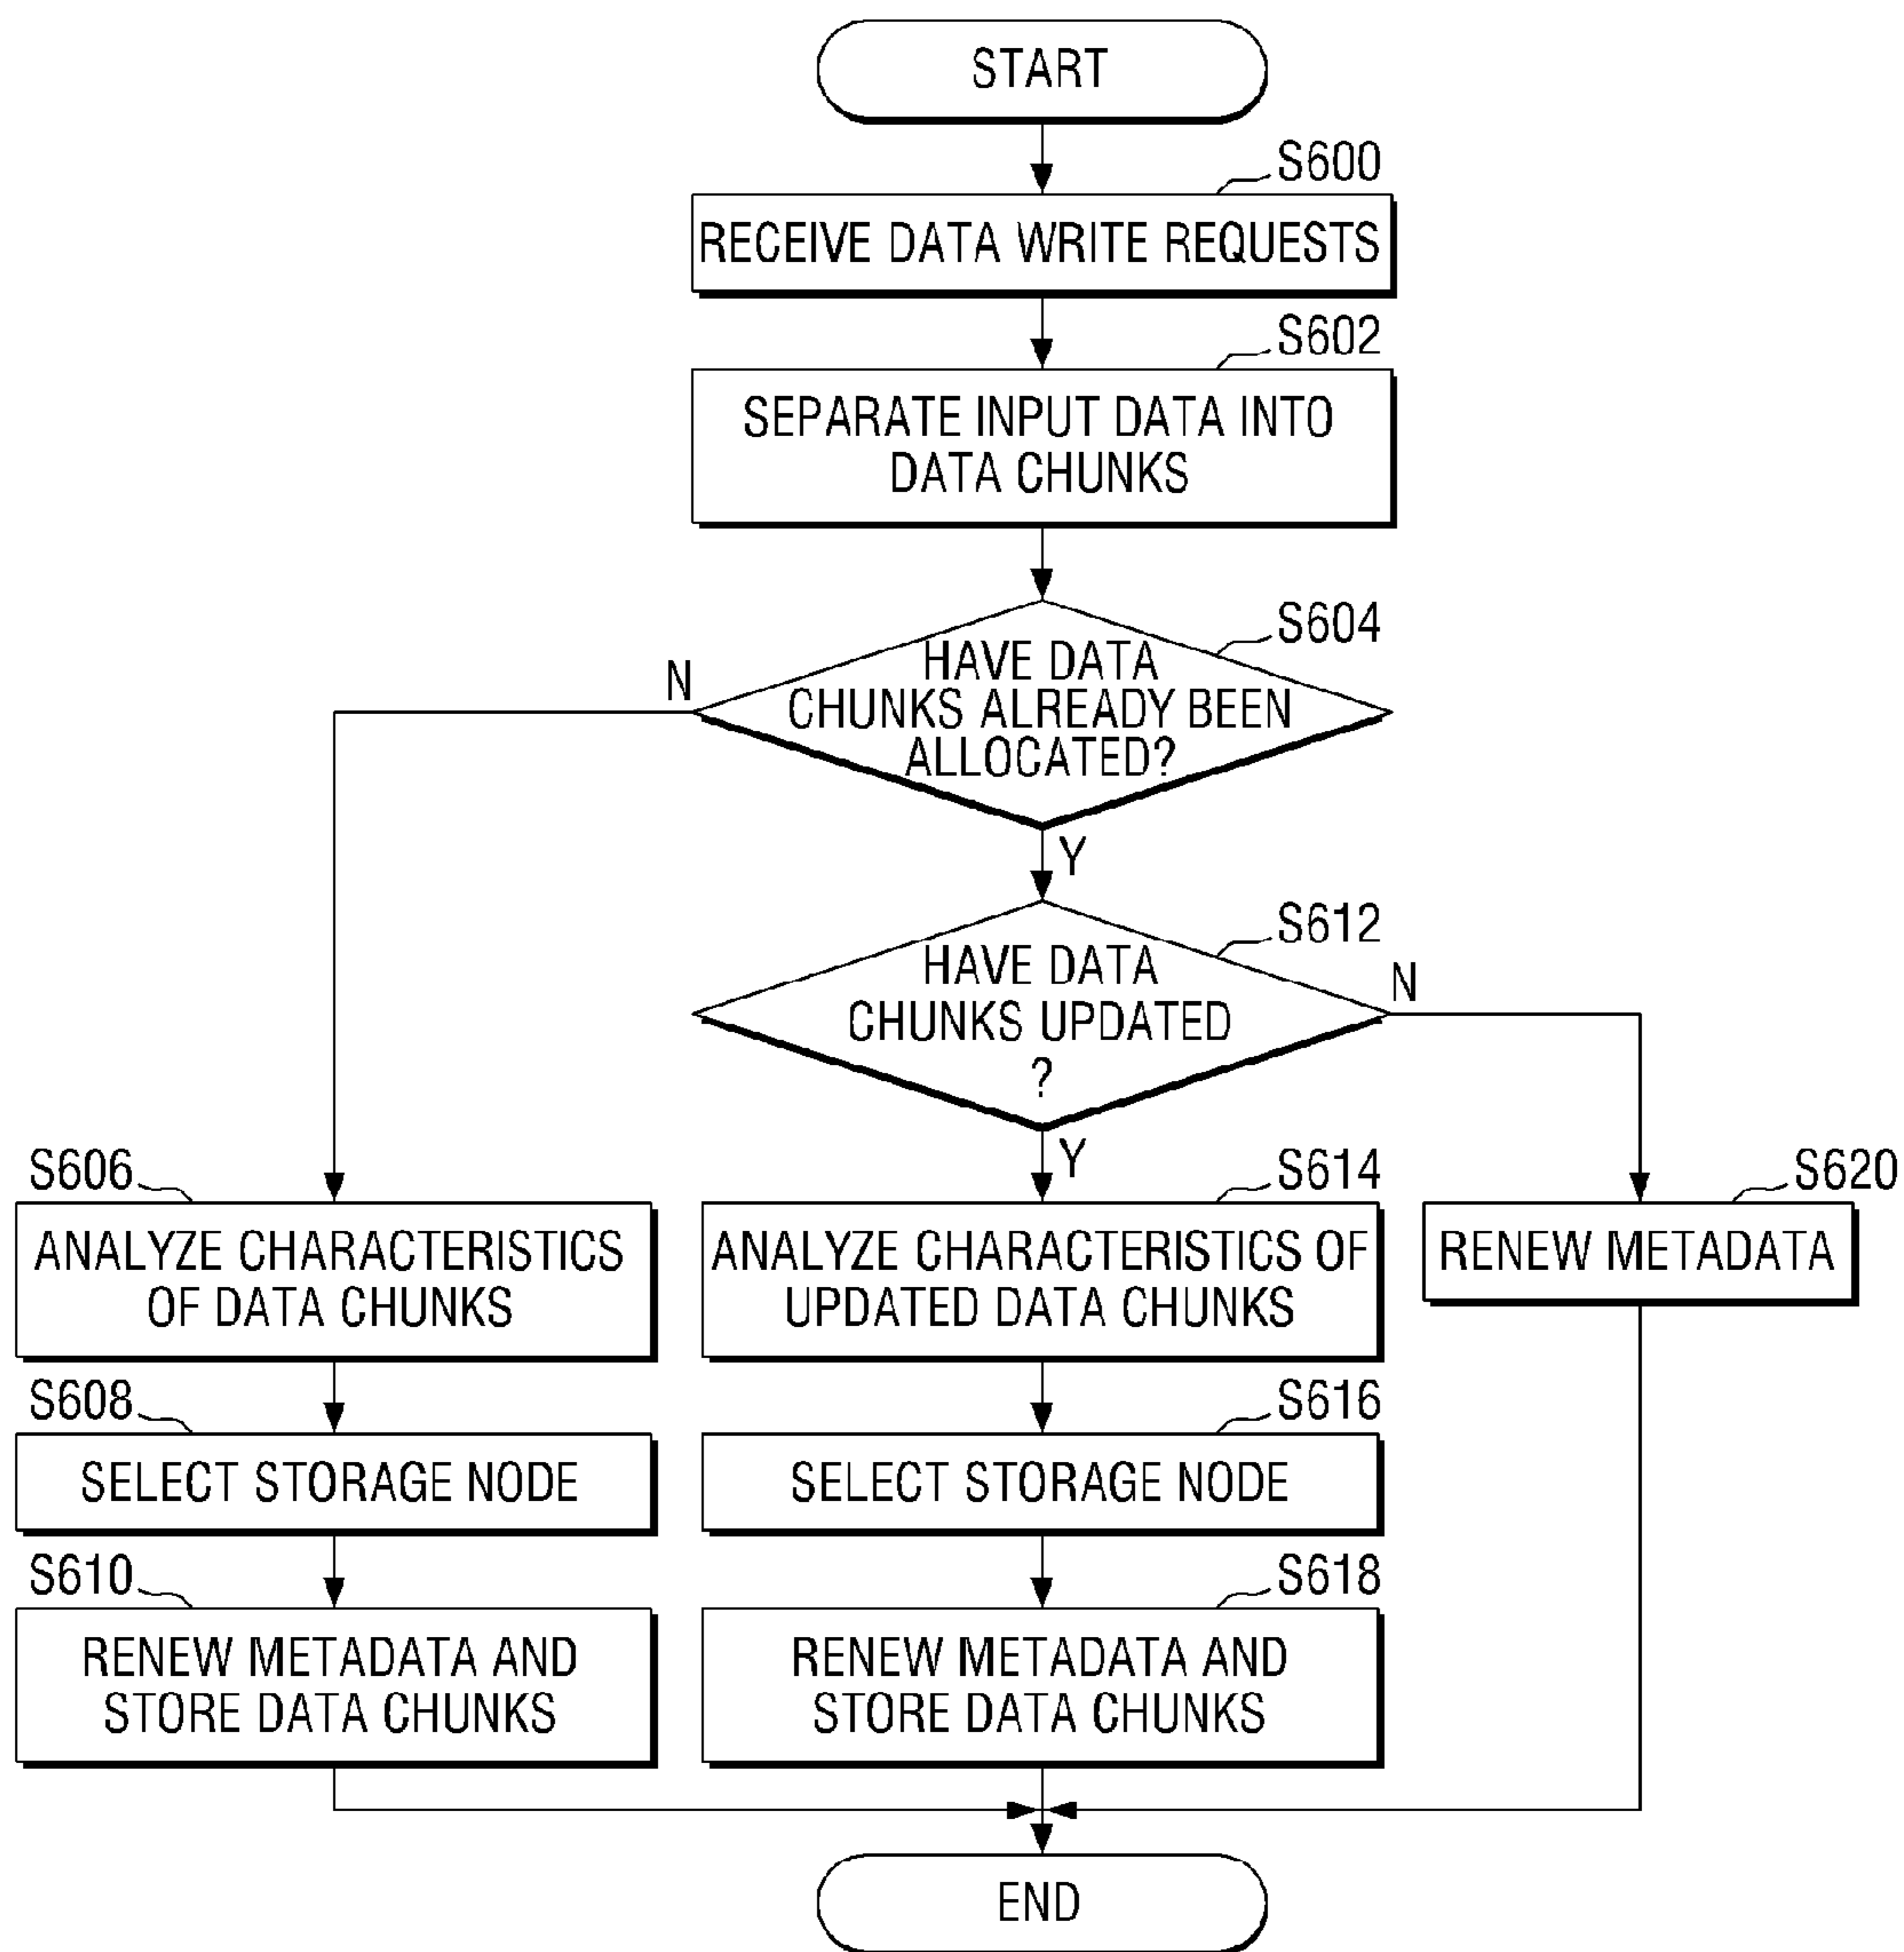 START
S600
RECEIVE DATA WRITE REQUESTS
S602
SEPARATE INPUT DATA INTO
DATA CHUNKS
S604
HAVE DATA
CHUNKS ALREADY BEEN
ALLOCATED?
N
Y
S612
HAVE DATA
CHUNKS UPDATED
?
N
Y
S606
ANALYZE CHARACTERISTICS
OF DATA CHUNKS
S614
ANALYZE CHARACTERISTICS OF
UPDATED DATA CHUNKS
S620
RENEW METADATA
S608
SELECT STORAGE NODE
S616
SELECT STORAGE NODE
S610
RENEW METADATA AND
STORE DATA CHUNKS
S618
RENEW METADATA AND
STORE DATA CHUNKS
END